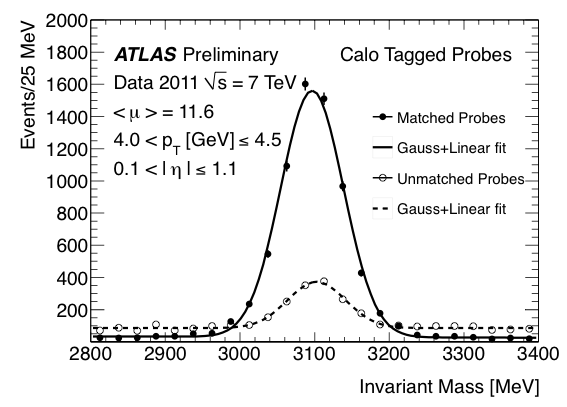 Events/25 MeV
2000
1800
1600
1400
1200
1000
800
600
400
200
ATLAS Preliminary
Calo Tagged Probes
Data 2011 √s = 7 TeV
< μ > = 11.6
4.0 < pT [GeV] ≤ 4.5
0.1 < | η | ≤ 1.1
Matched Probes
Gauss+Linear fit
Unmatched Probes
Gauss+Linear fit
2800 2900 3000 3100 3200 3300 3400
Invariant Mass [MeV]